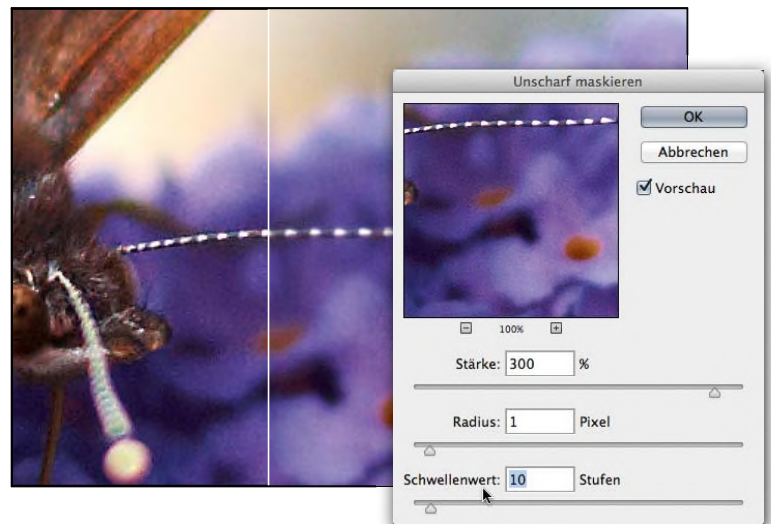 Unscharf maskieren
OK
Abbrechen
Vorschau
100%
Stärke: 300 %
Radius: 1 Pixel
Schwellenwert: 10 Stufen